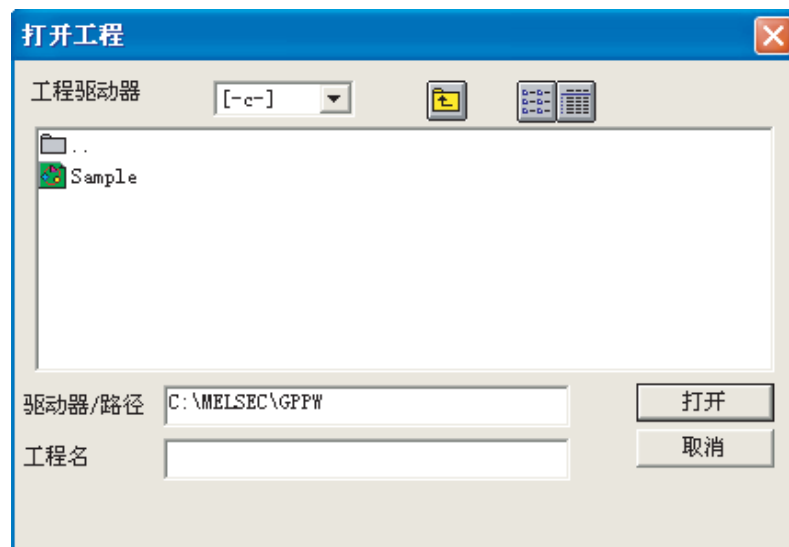 打开工程
工程驱动器 [-c-]
..
Sample
驱动器/路径 C:\MELSEC\GPPW 打开
工程名 取消